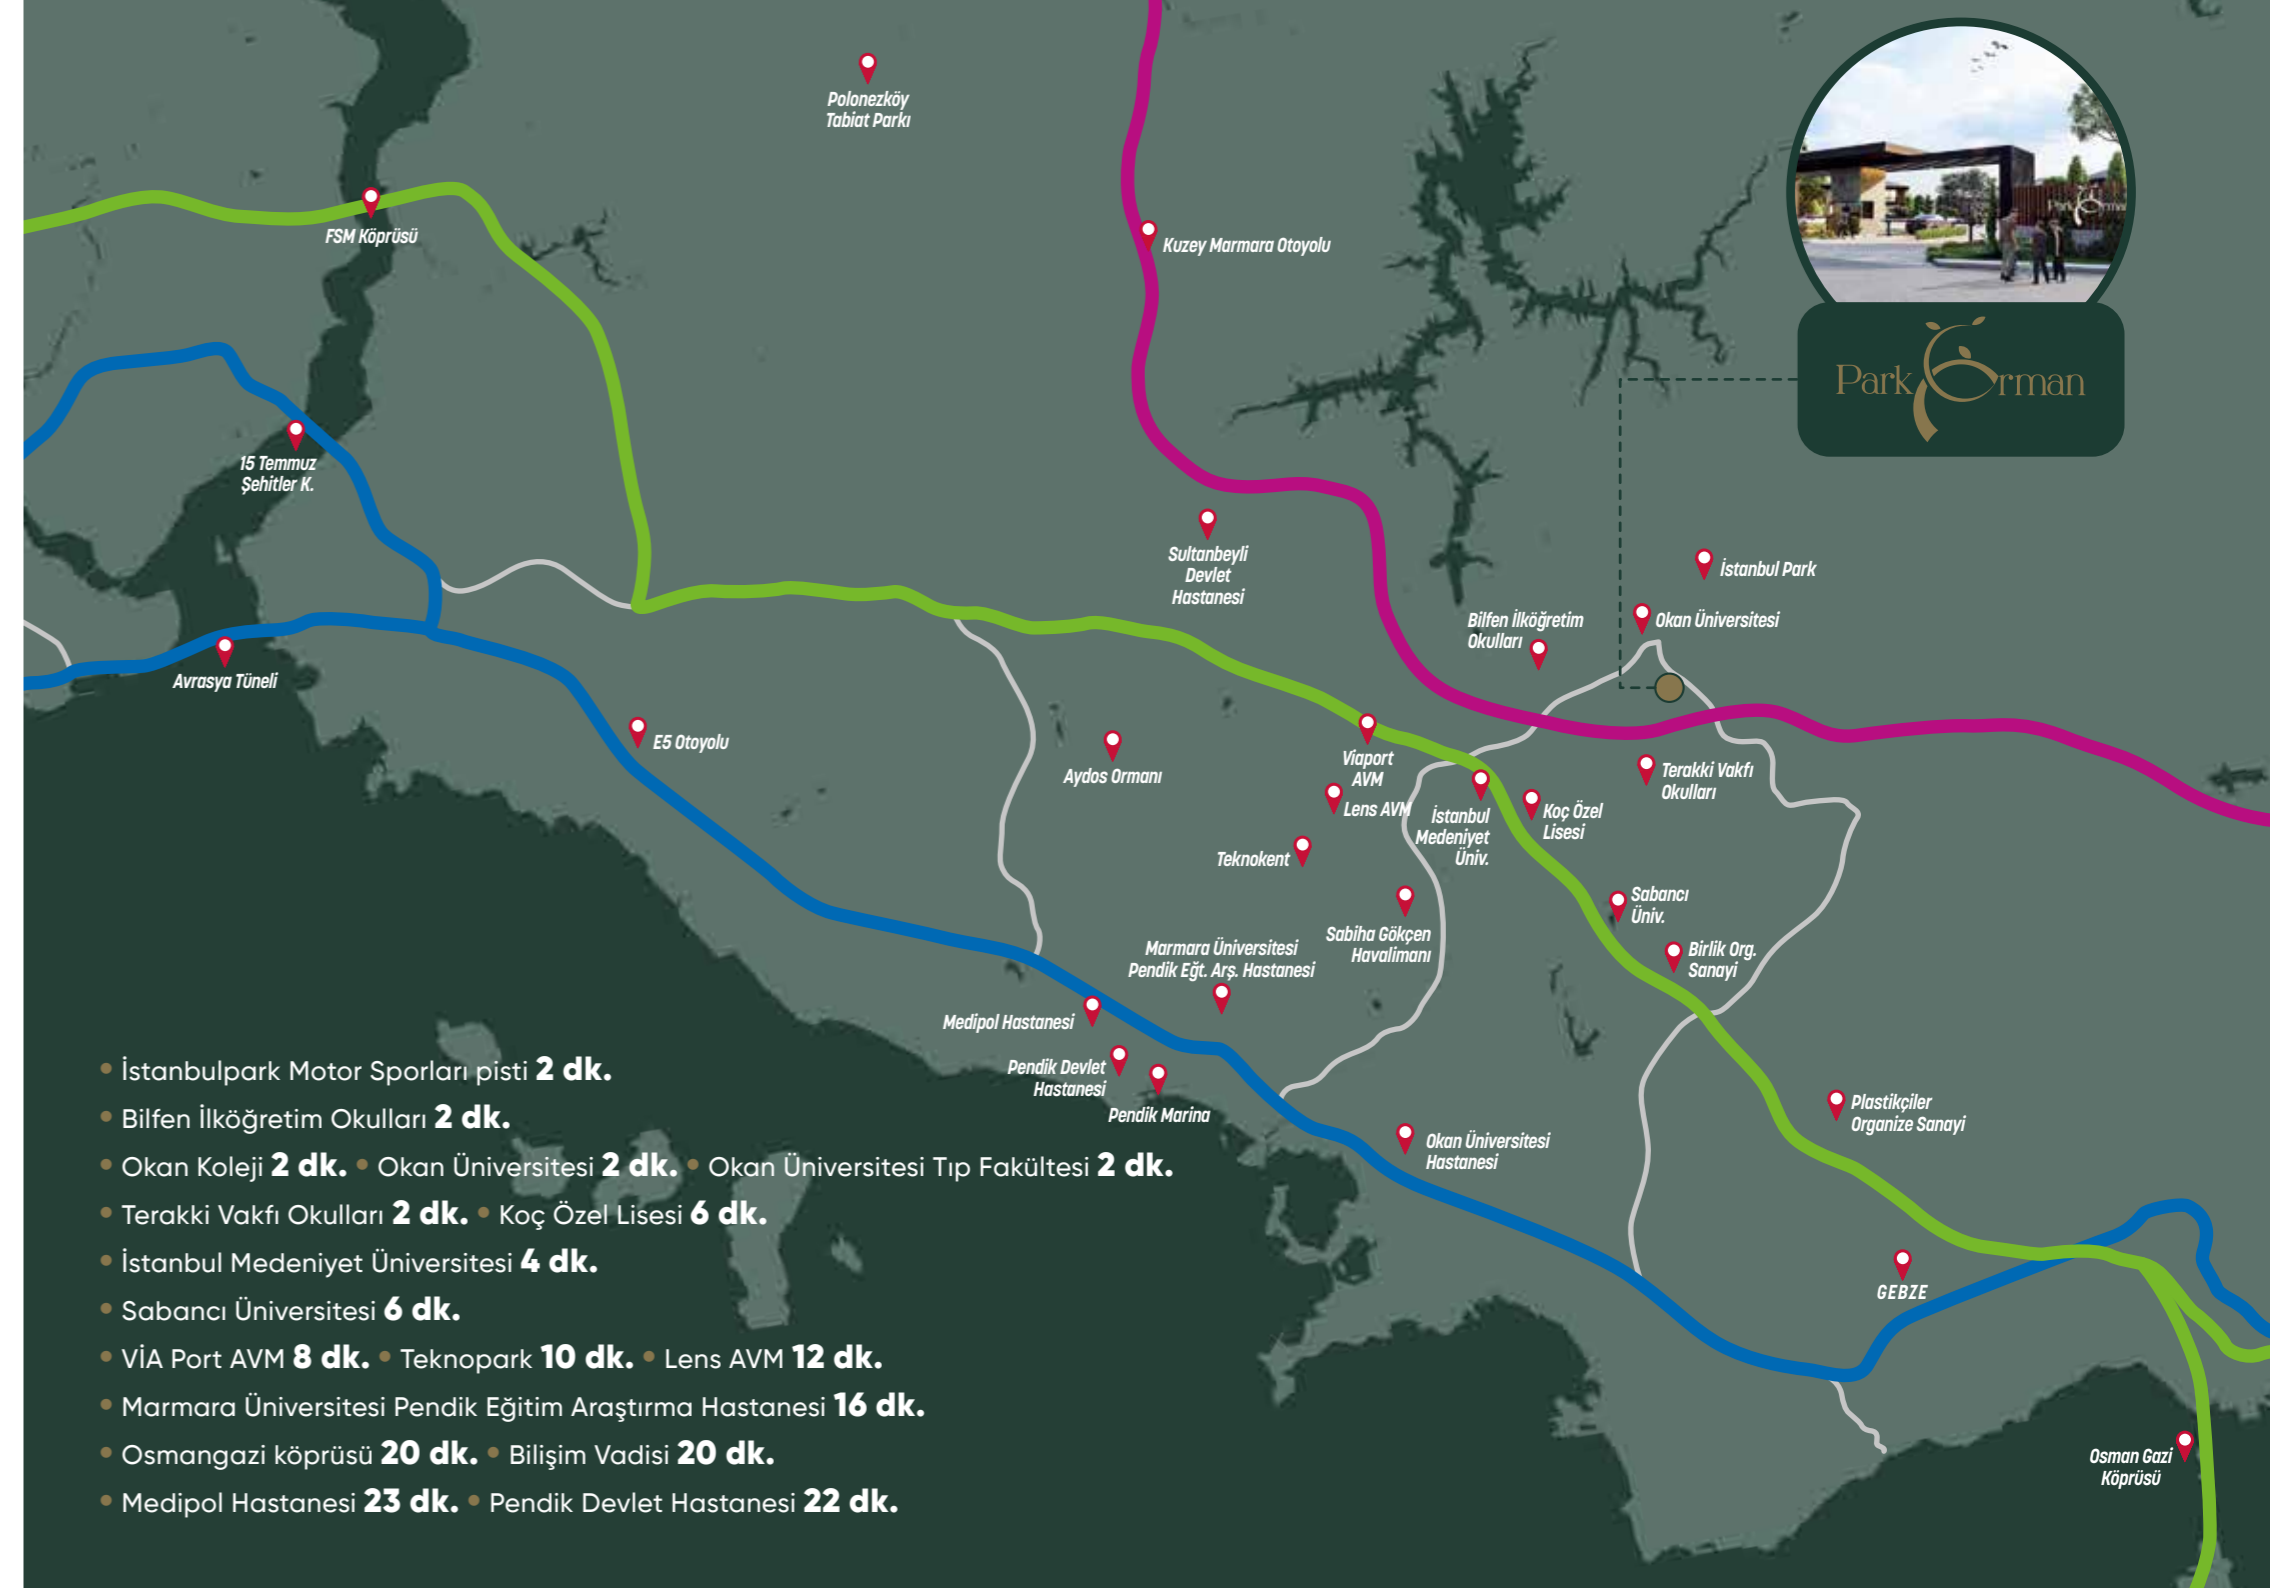 Polonezköy
Tabiat Parkı
FSM Köprüsü
Kuzey Marmara Otoyolu
Park Orman
Park Orman
15 Temmuz
Şehitler K.
Sultanbeyli
Devlet
Hastanesi
İstanbul Park
Bilfen İlköğretim
Okulları
Okan Üniversitesi
Avrasya Tüneli
E5 Otoyolu
Aydos Ormanı
Viaport
AVM
Terakki Vakfı
Okulları
Lens AVM
İstanbul
Medeniyet
Üniv.
Koç Özel
Lisesi
Teknokent
Sabancı
Üniv.
Sabiha Gökçen
Havalimanı
Marmara Üniversitesi
Pendik Eğt. Arş. Hastanesi
Birlik Org.
Sanayi
Medipol Hastanesi
Pendik Devlet
Hastanesi
Pendik Marina
Plastikçiler
Organize Sanayi
Okan Üniversitesi
Hastanesi
GEBZE
Osman Gazi
Köprüsü
• İstanbulpark Motor Sporları pisti 2 dk.
• Bilfen İlköğretim Okulları 2 dk.
• Okan Koleji 2 dk. • Okan Üniversitesi 2 dk. • Okan Üniversitesi Tıp Fakültesi 2 dk.
• Terakki Vakfı Okulları 2 dk. • Koç Özel Lisesi 6 dk.
• İstanbul Medeniyet Üniversitesi 4 dk.
• Sabancı Üniversitesi 6 dk.
• VİA Port AVM 8 dk. • Teknopark 10 dk. • Lens AVM 12 dk.
• Marmara Üniversitesi Pendik Eğitim Araştırma Hastanesi 16 dk.
• Osmangazi köprüsü 20 dk. • Bilişim Vadisi 20 dk.
• Medipol Hastanesi 23 dk. • Pendik Devlet Hastanesi 22 dk.